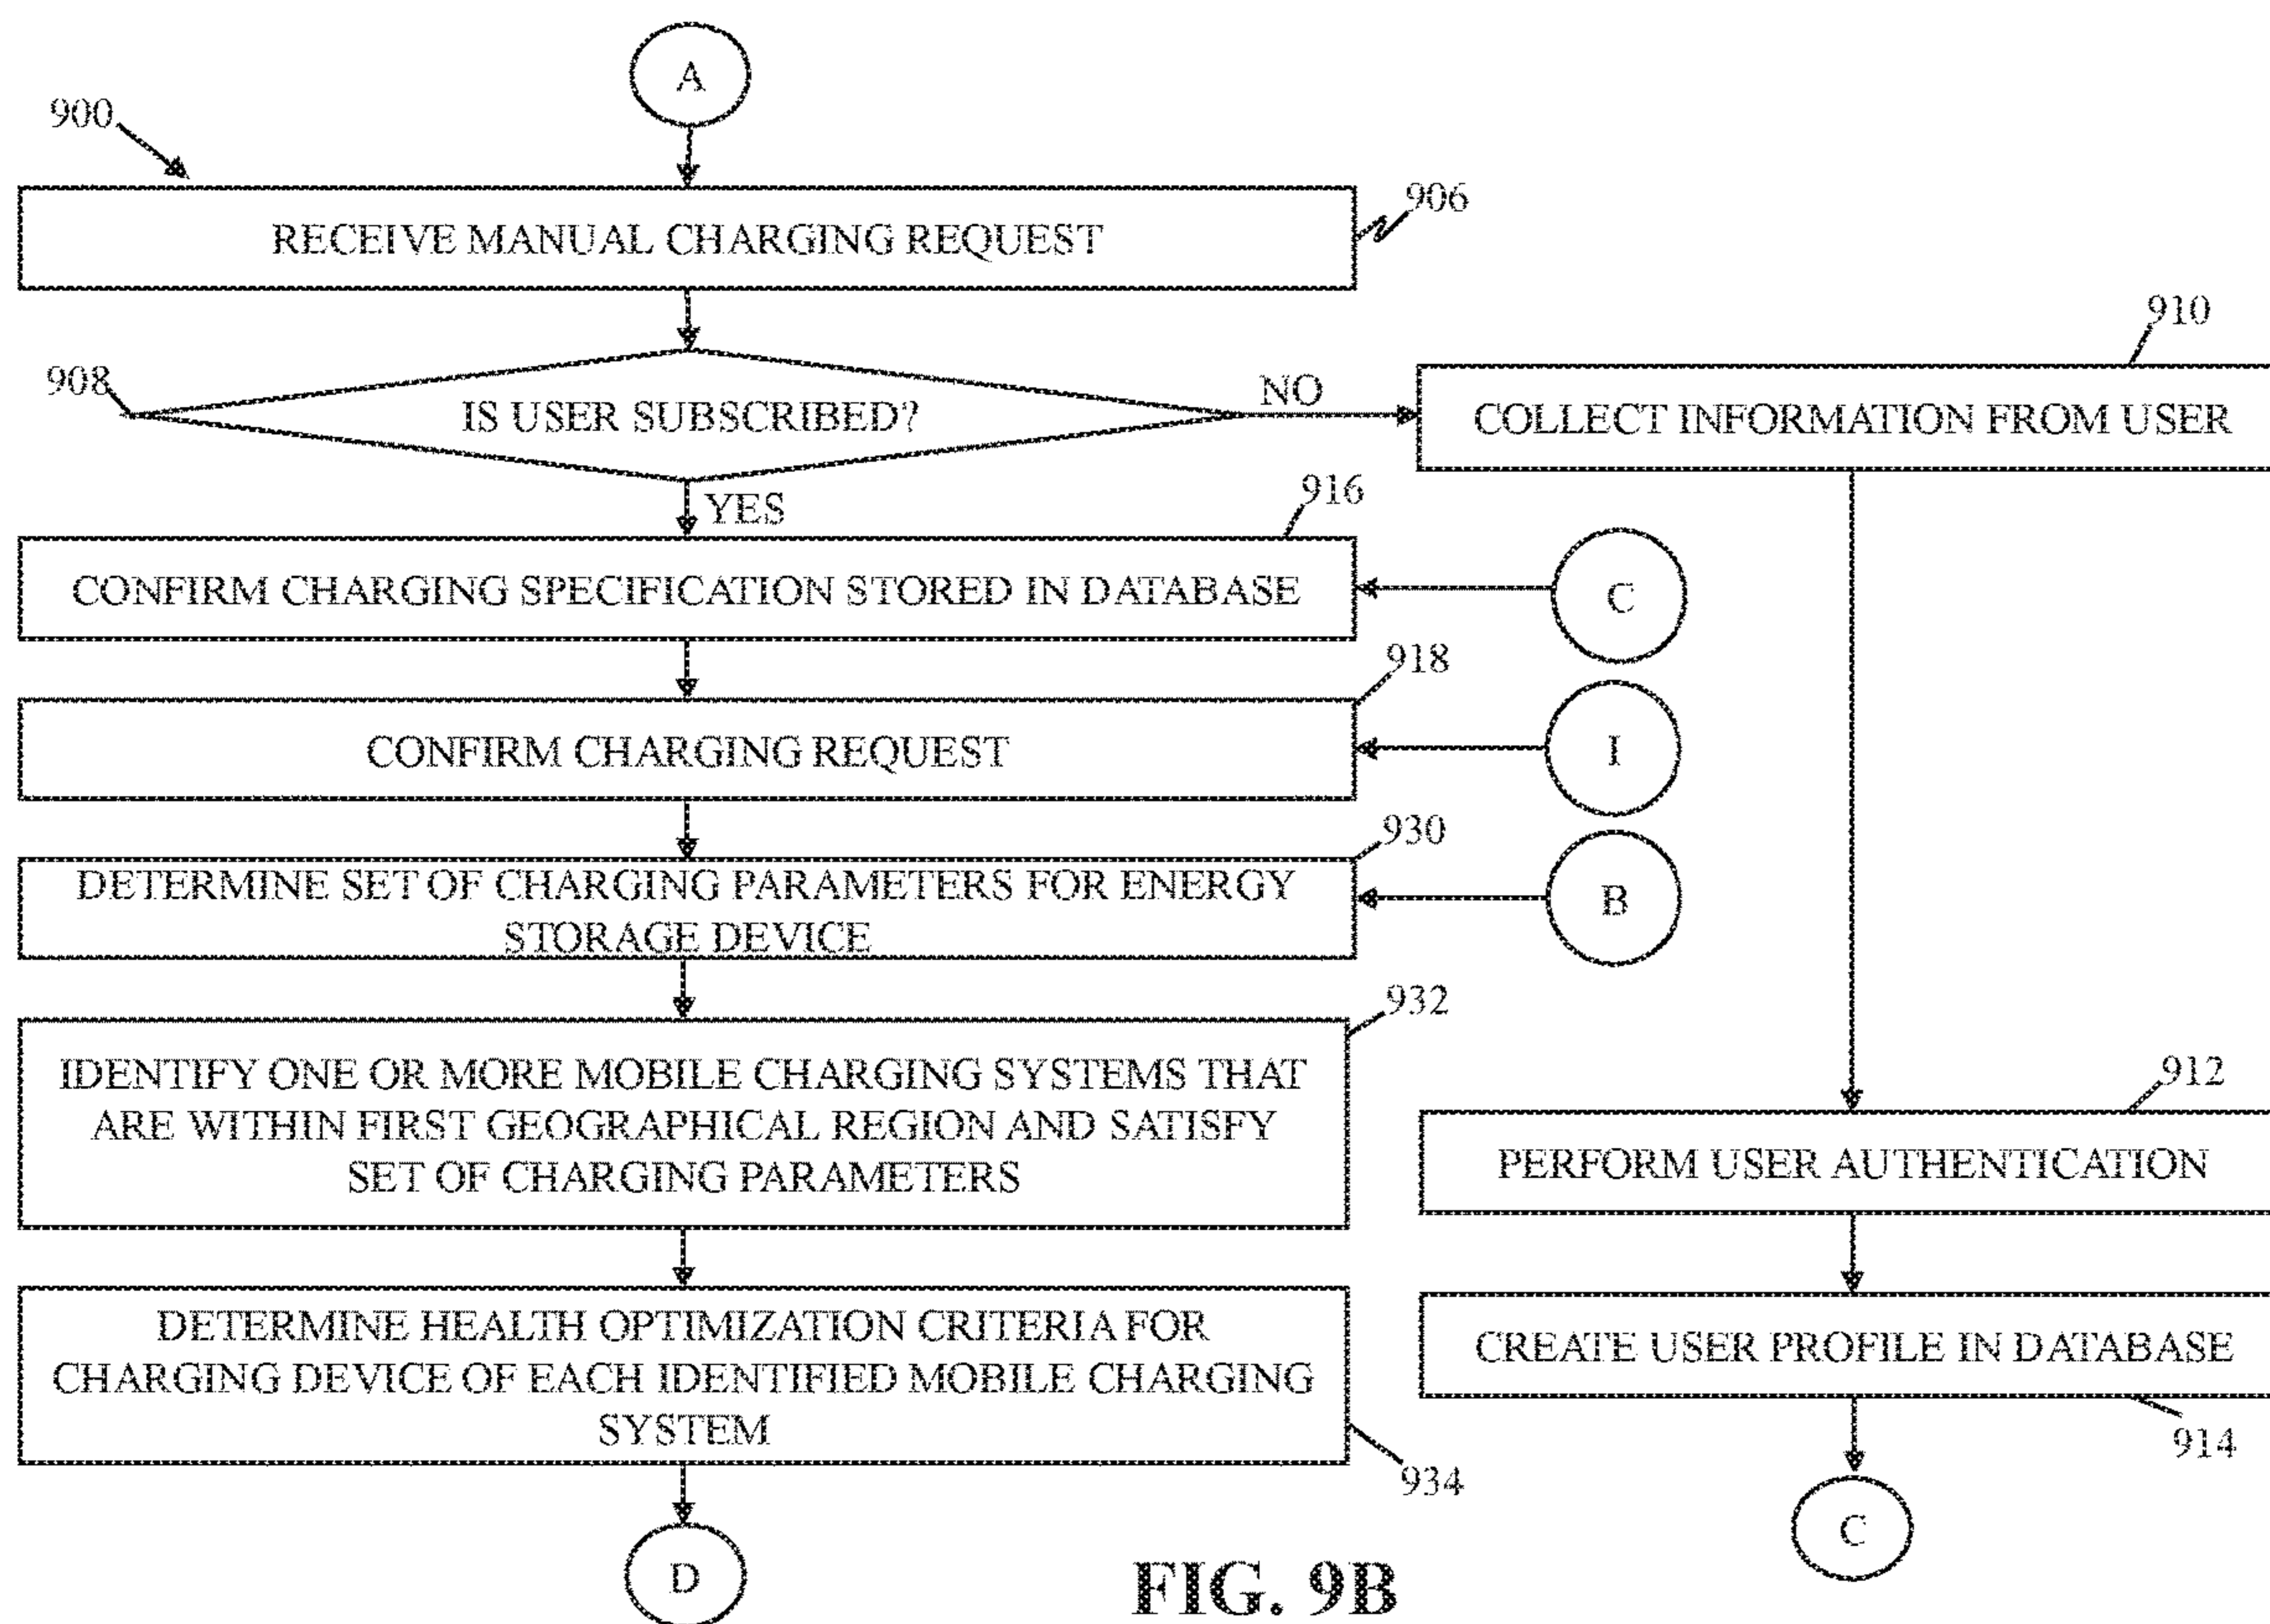 A
900
RECEIVE MANUAL CHARGING REQUEST
906
908
IS USER SUBSCRIBED?
NO
910
COLLECT INFORMATION FROM USER
YES
916
CONFIRM CHARGING SPECIFICATION STORED IN DATABASE
C
918
CONFIRM CHARGING REQUEST
I
930
DETERMINE SET OF CHARGING PARAMETERS FOR ENERGY
STORAGE DEVICE
B
932
IDENTIFY ONE OR MORE MOBILE CHARGING SYSTEMS THAT
ARE WITHIN FIRST GEOGRAPHICAL REGION AND SATISFY
SET OF CHARGING PARAMETERS
912
PERFORM USER AUTHENTICATION
DETERMINE HEALTH OPTIMIZATION CRITERIA FOR
CHARGING DEVICE OF EACH IDENTIFIED MOBILE CHARGING
SYSTEM
934
CREATE USER PROFILE IN DATABASE
914
D
C
FIG. 9B